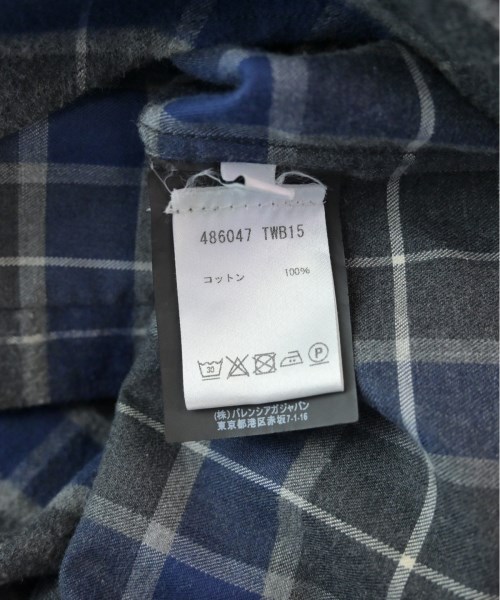 486047 TWB15
コットン 100%
30
P
(株)バレンシアガジャパン
東京都港区赤坂7-1-16